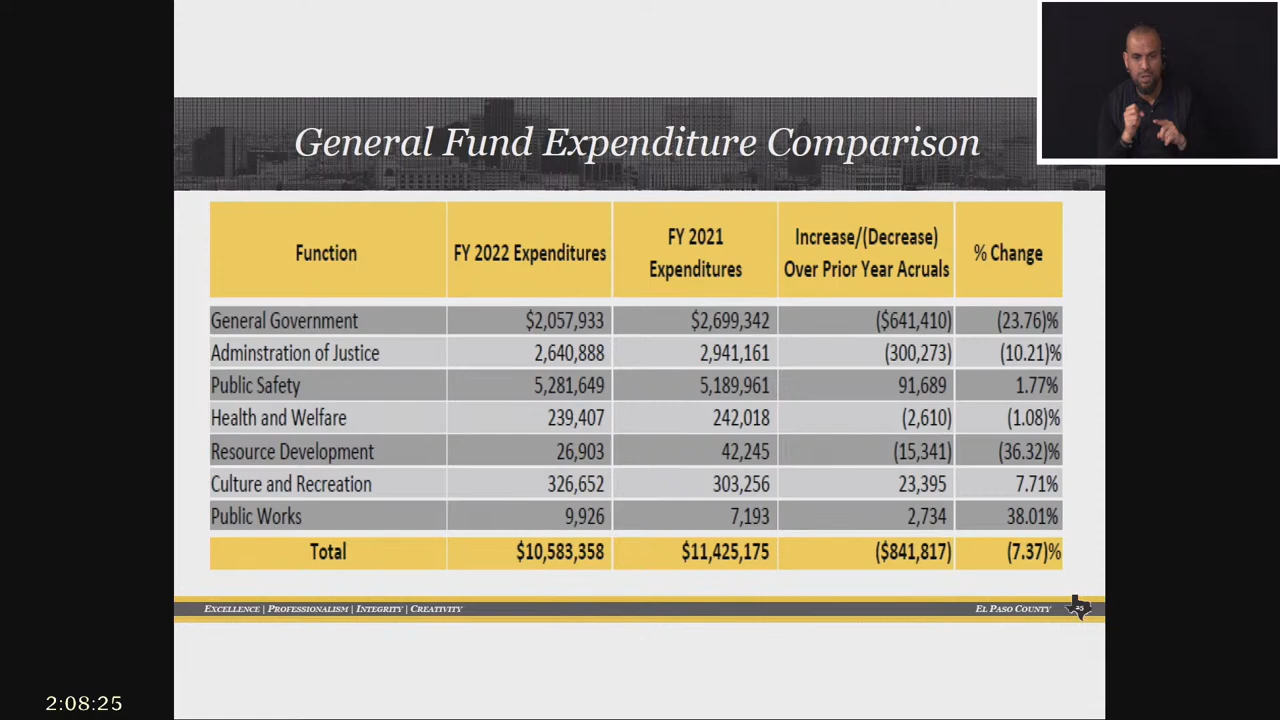 General Fund Expenditure Comparison
Function FY 2022 Expenditures FY 2021 Expenditures Increase/(Decrease) Over Prior Year Accruals % Change
General Government $2,057,933 $2,699,342 ($641,410) (23.76)%
Adminstration of Justice 2,640,888 2,941,161 (300,273) (10.21)%
Public Safety 5,281,649 5,189,961 91,689 1.77%
Health and Welfare 239,407 242,018 (2,610) (1.08)%
Resource Development 26,903 42,245 (15,341) (36.32)%
Culture and Recreation 326,652 303,256 23,395 7.71%
Public Works 9,926 7,193 2,734 38.01%
Total $10,583,358 $11,425,175 ($841,817) (7.37)%
EXCELLENCE | PROFESSIONALISM | INTEGRITY | CREATIVITY EL PASO COUNTY 25
2:08:25